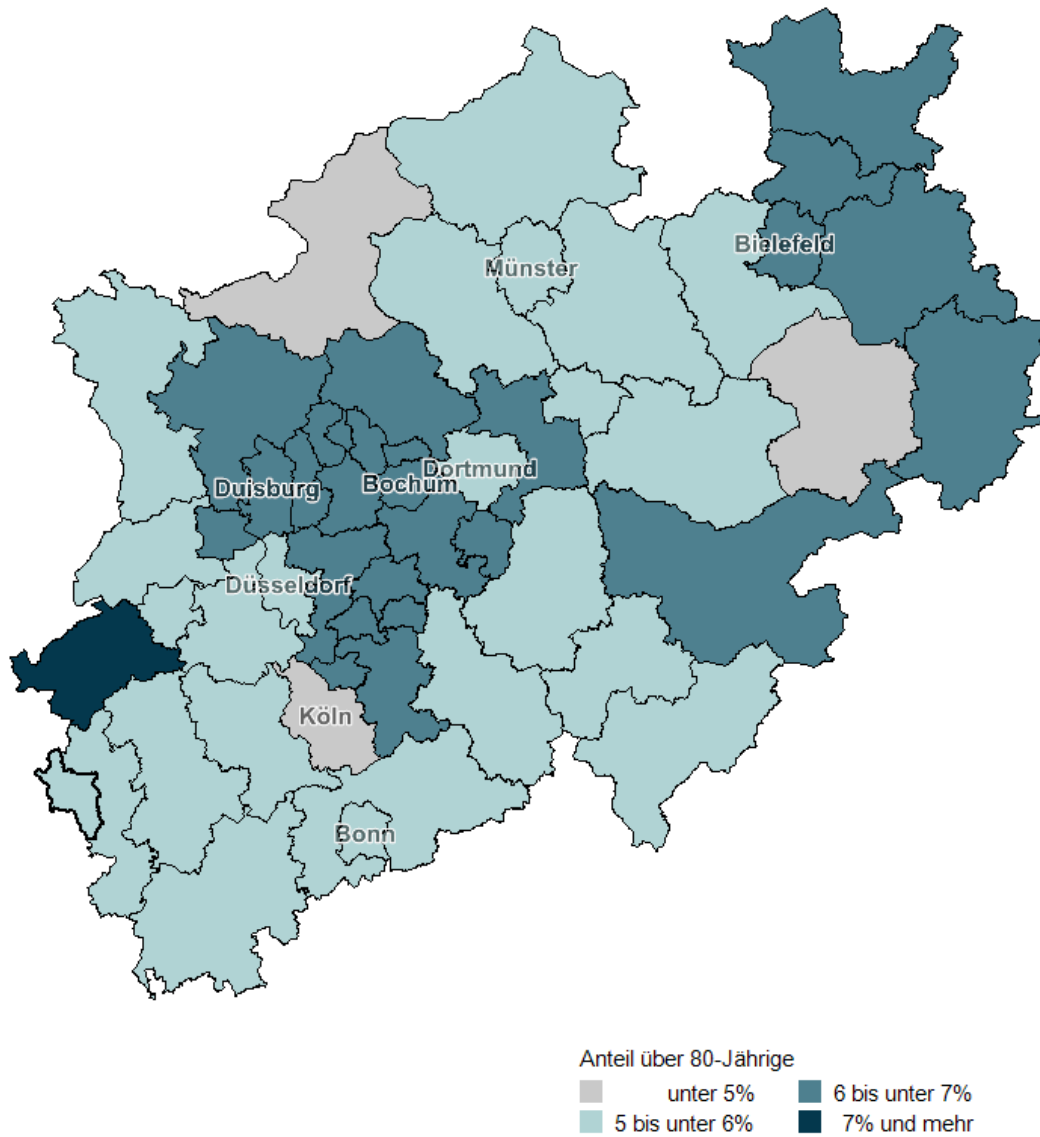 Bielefeld
Münster
Dortmund
Bochum
Duisburg
Düsseldorf
Köln
Bonn
Anteil über 80-Jährige
unter 5%
6 bis unter 7%
5 bis unter 6%
7% und mehr